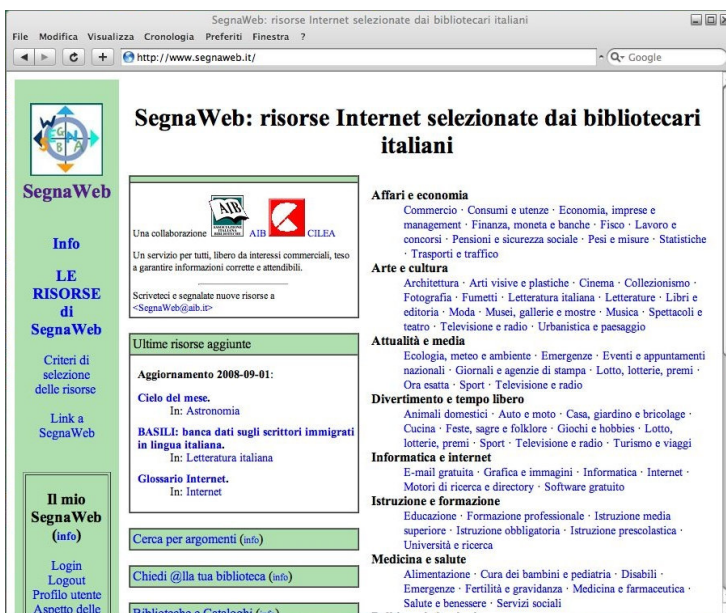 SegnaWeb: risorse Internet selezionate dai bibliotecari italiani
File Modifica Visualizza Cronologia Preferiti Finestra ?
http://www.segnaweb.it/
Google
SegnaWeb
Info
LE
RISORSE
di
SegnaWeb
Criteri di
selezione
delle risorse
Link a
SegnaWeb
Il mio
SegnaWeb
(info)
Login
Logout
Profilo utente
Aspetto delle
SegnaWeb: risorse Internet selezionate dai bibliotecari
italiani
Una collaborazione AIB AIB CILEA
Un servizio per tutti, libero da interessi commerciali, teso
a garantire informazioni corrette e attendibili.
Scriveteci e segnalate nuove risorse a
<SegnaWeb@aib.it>
Ultime risorse aggiunte
Aggiornamento 2008-09-01:
Cielo del mese.
In: Astronomia
BASILI: banca dati sugli scrittori immigrati
in lingua italiana.
In: Letteratura italiana
Glossario Internet.
In: Internet
Cerca per argomenti (info)
Chiedi @lla tua biblioteca (info)
Biblioteche e Cataloghi (info)
Affari e economia
Commercio · Consumi e utenze · Economia, imprese e
management · Finanza, moneta e banche · Fisco · Lavoro e
concorsi · Pensioni e sicurezza sociale · Pesi e misure · Statistiche
· Trasporti e traffico
Arte e cultura
Architettura · Arti visive e plastiche · Cinema · Collezionismo ·
Fotografia · Fumetti · Letteratura italiana · Letterature · Libri e
editoria · Moda · Musei, gallerie e mostre · Musica · Spettacoli e
teatro · Televisione e radio · Urbanistica e paesaggio
Attualità e media
Ecologia, meteo e ambiente · Emergenze · Eventi e appuntamenti
nazionali · Giornali e agenzie di stampa · Lotto, lotterie, premi ·
Ora esatta · Sport · Televisione e radio
Divertimento e tempo libero
Animali domestici · Auto e moto · Casa, giardino e bricolage ·
Cucina · Feste, sagre e folklore · Giochi e hobbies · Lotto,
lotterie, premi · Sport · Televisione e radio · Turismo e viaggi
Informatica e internet
E-mail gratuita · Grafica e immagini · Informatica · Internet ·
Motori di ricerca e directory · Software gratuito
Istruzione e formazione
Educazione · Formazione professionale · Istruzione media
superiore · Istruzione obbligatoria · Istruzione prescolastica ·
Università e ricerca
Medicina e salute
Alimentazione · Cura dei bambini e pediatria · Disabili ·
Emergenze · Fertilità e gravidanza · Medicina e farmaceutica ·
Salute e benessere · Servizi sociali